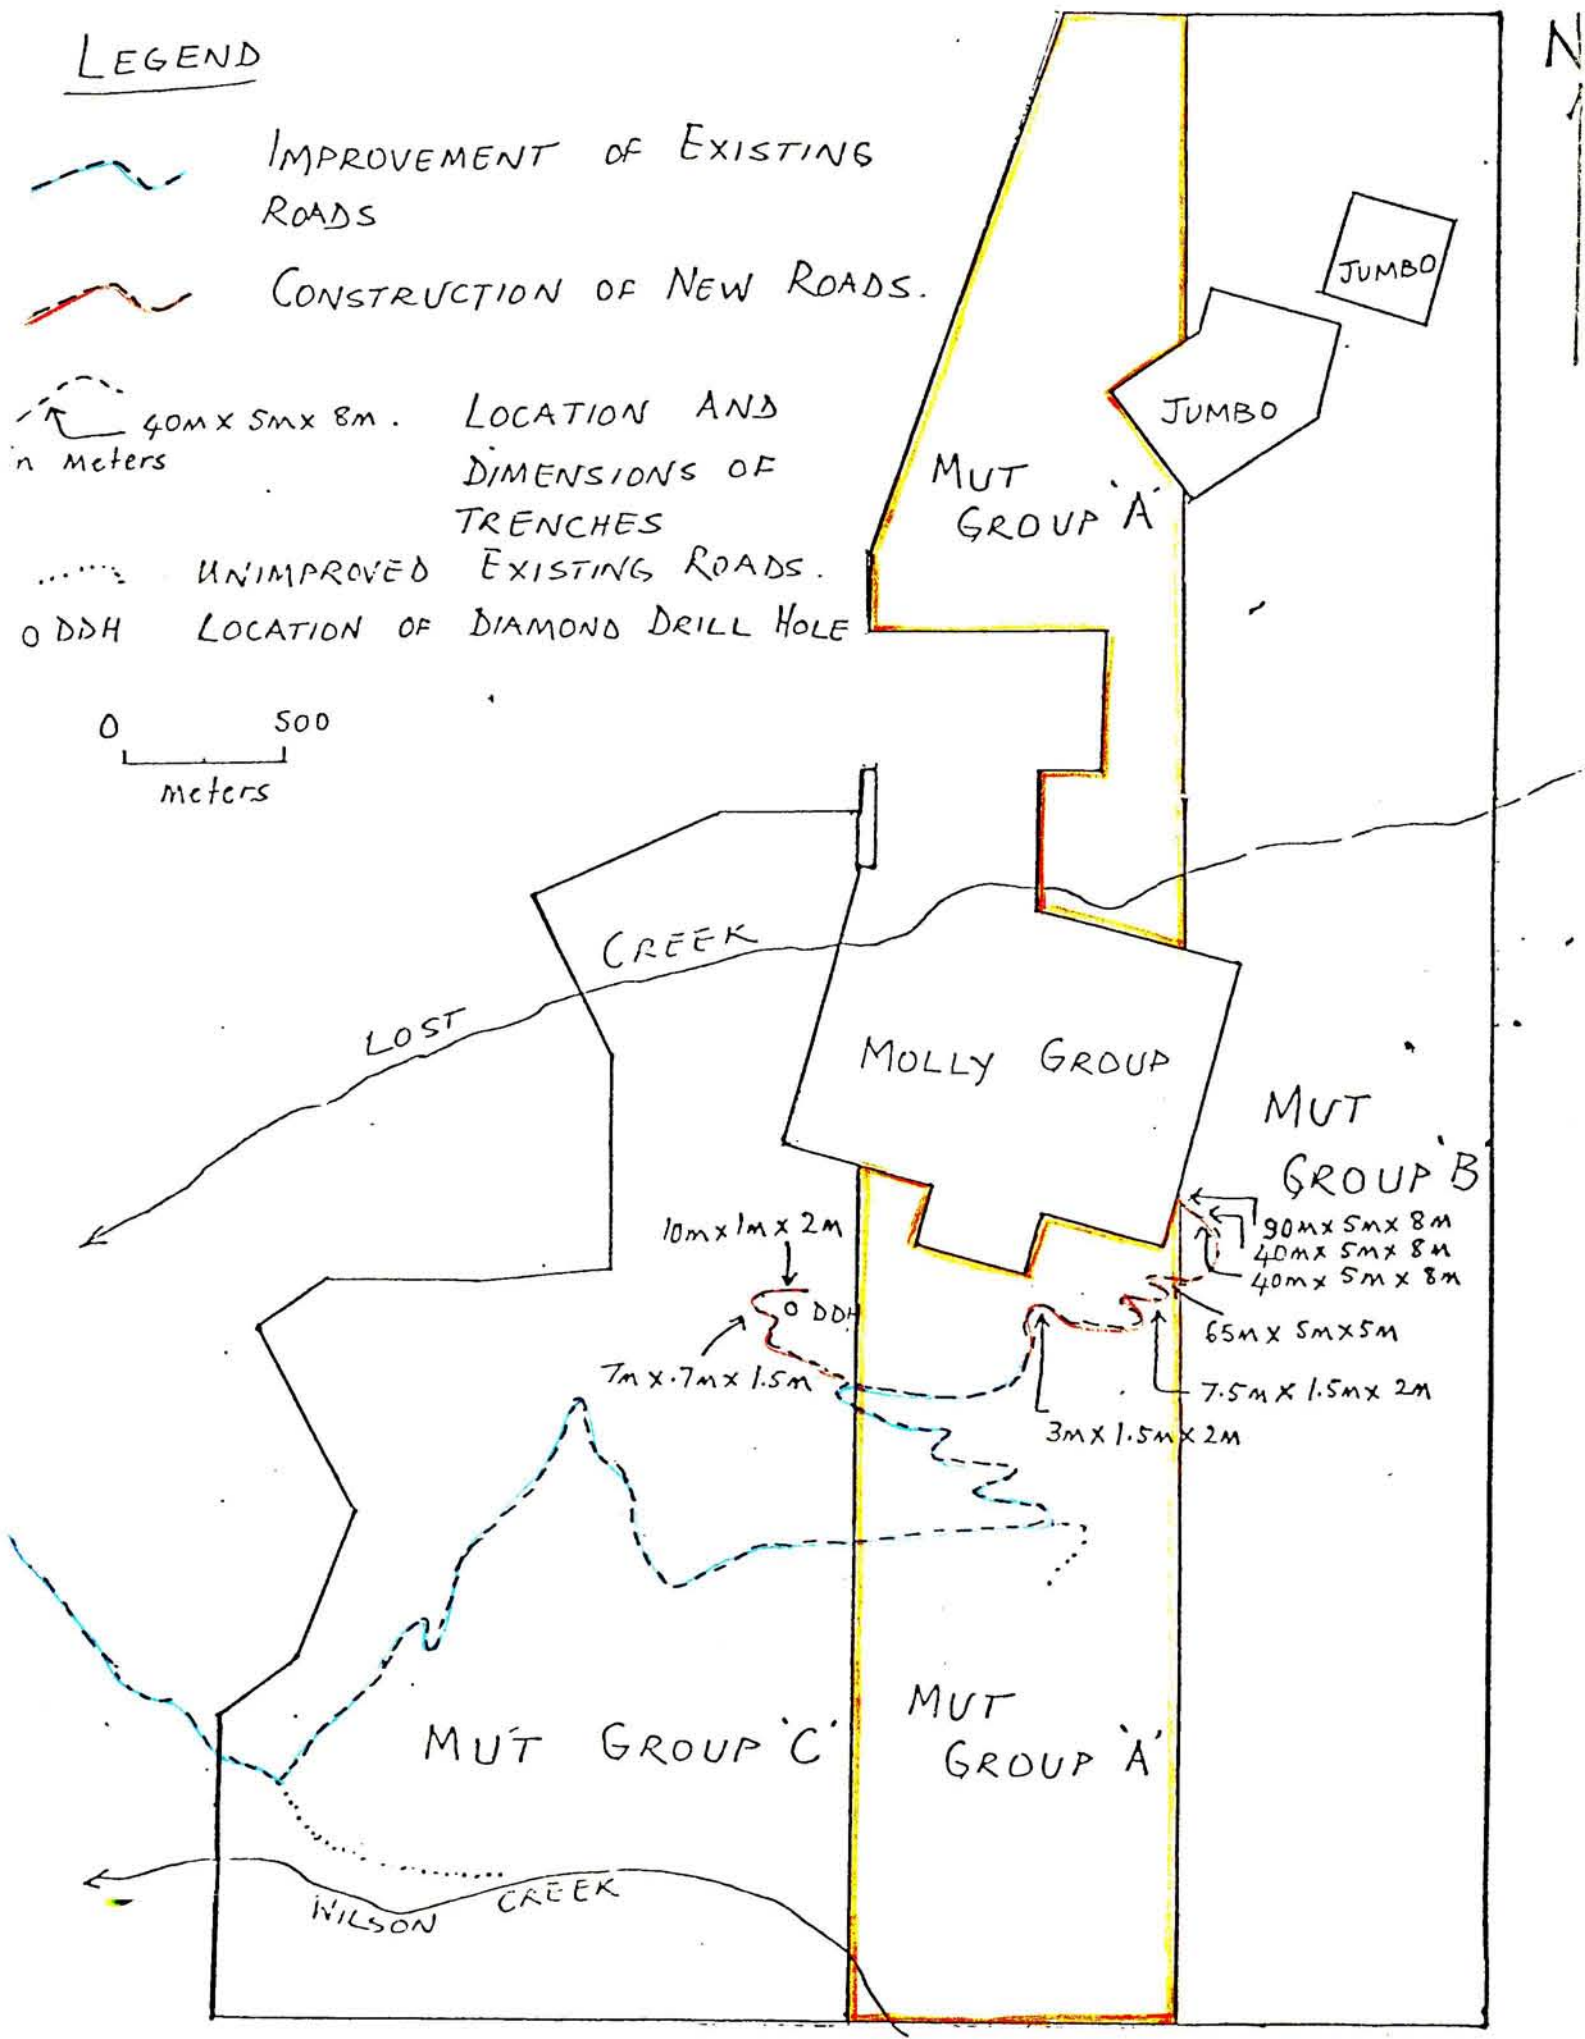 LEGEND
IMPROVEMENT OF EXISTING
ROADS
CONSTRUCTION OF NEW ROADS.
40m x 5m x 8m. LOCATION AND
n Meters DIMENSIONS OF
TRENCHES
UNIMPROVED EXISTING ROADS.
O DDH LOCATION OF DIAMOND DRILL HOLE
0 500
Meters
N
JUMBO
JUMBO
MUT
GROUP 'A'
CREEK
LOST
MOLLY GROUP
MUT
GROUP 'B'
10m x 1m x 2m
90m x 5m x 8m
40m x 5m x 8m
40m x 5m x 8m
O DDH
65m x 5m x 5m
7m x .7m x 1.5m
7.5m x 1.5m x 2m
3m x 1.5m x 2m
MUT GROUP 'C'
MUT
GROUP 'A'
WILSON CREEK